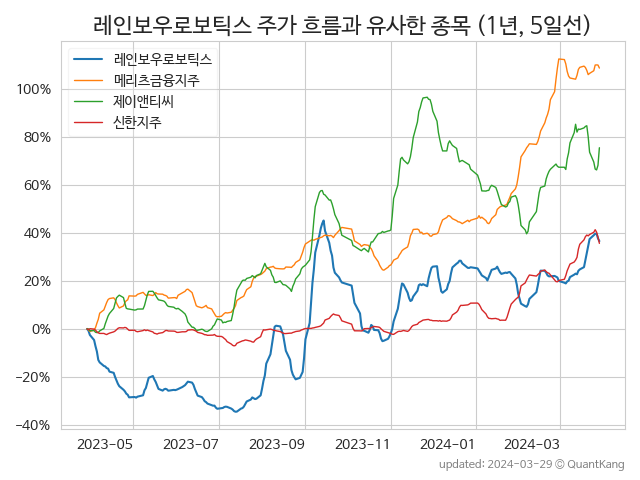 레인보우로보틱스 주가 흐름과 유사한 종목 (1년, 5일선)
레인보우로보틱스
메리츠금융지주
제이앤티씨
신한지주
100%
80%
60%
40%
20%
0%
−20%
−40%
2023-05 2023-07 2023-09 2023-11 2024-01 2024-03
updated: 2024-03-29 © QuantKang